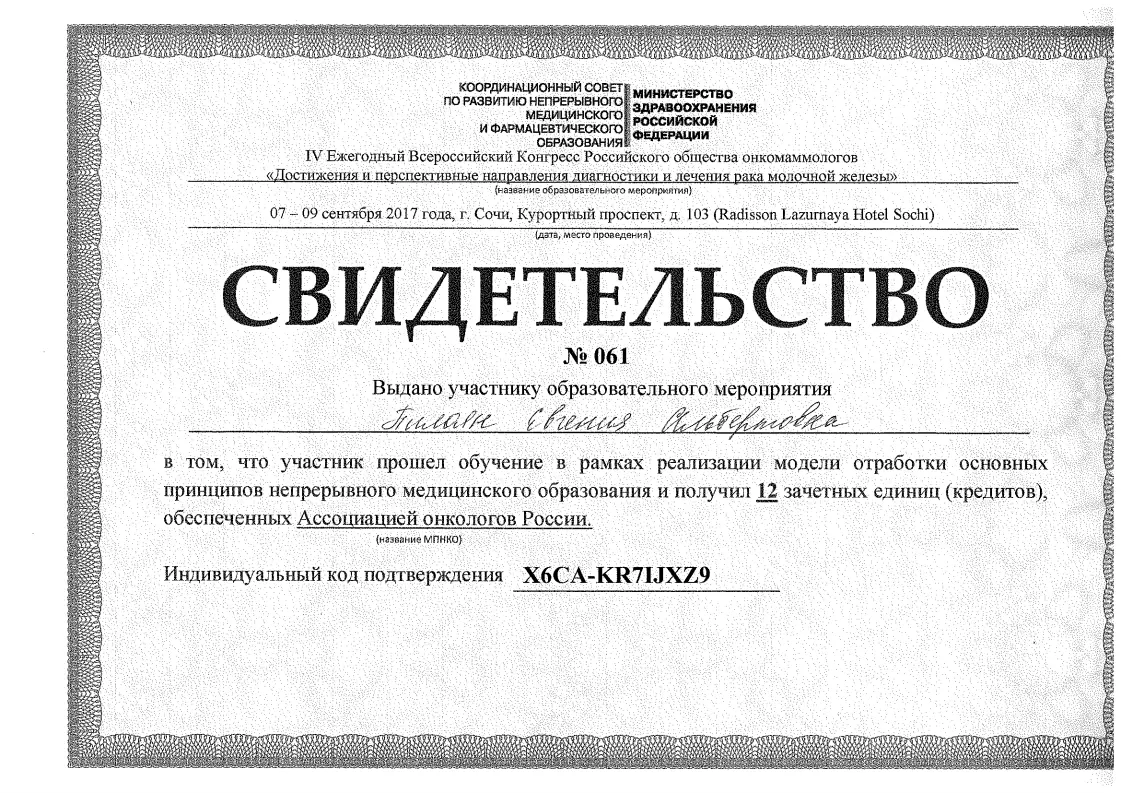 КООРДИНАЦИОННЫЙ СОВЕТ
ПО РАЗВИТИЮ НЕПРЕРЫВНОГО
МЕДИЦИНСКОГО
И ФАРМАЦЕВТИЧЕСКОГО
ОБРАЗОВАНИЯ
МИНИСТЕРСТВО
ЗДРАВООХРАНЕНИЯ
РОССИЙСКОЙ
ФЕДЕРАЦИИ
IV Ежегодный Всероссийский Конгресс Российского общества онкомаммологов
«Достижения и перспективные направления диагностики и лечения рака молочной железы»
(название образовательного мероприятия)
07 – 09 сентября 2017 года, г. Сочи, Курортный проспект, д. 103 (Radisson Lazurnaya Hotel Sochi)
(дата, место проведения)
СВИДЕТЕЛЬСТВО
№ 061
Выдано участнику образовательного мероприятия
Евгения Альбертовна
в том, что участник прошел обучение в рамках реализации модели отработки основных
принципов непрерывного медицинского образования и получил 12 зачетных единиц (кредитов),
обеспеченных Ассоциацией онкологов России.
(название МПНКО)
Индивидуальный код подтверждения X6CA-KR7IJXZ9